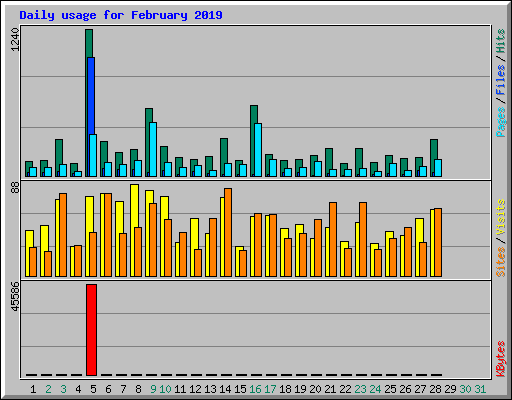 Daily usage for February 2019
1240
Pages/Files/Hits
88
Sites/Visits
45586
KBytes
1 2 3 4 5 6 7 8 9 10 11 12 13 14 15 16 17 18 19 20 21 22 23 24 25 26 27 28 29 30 31